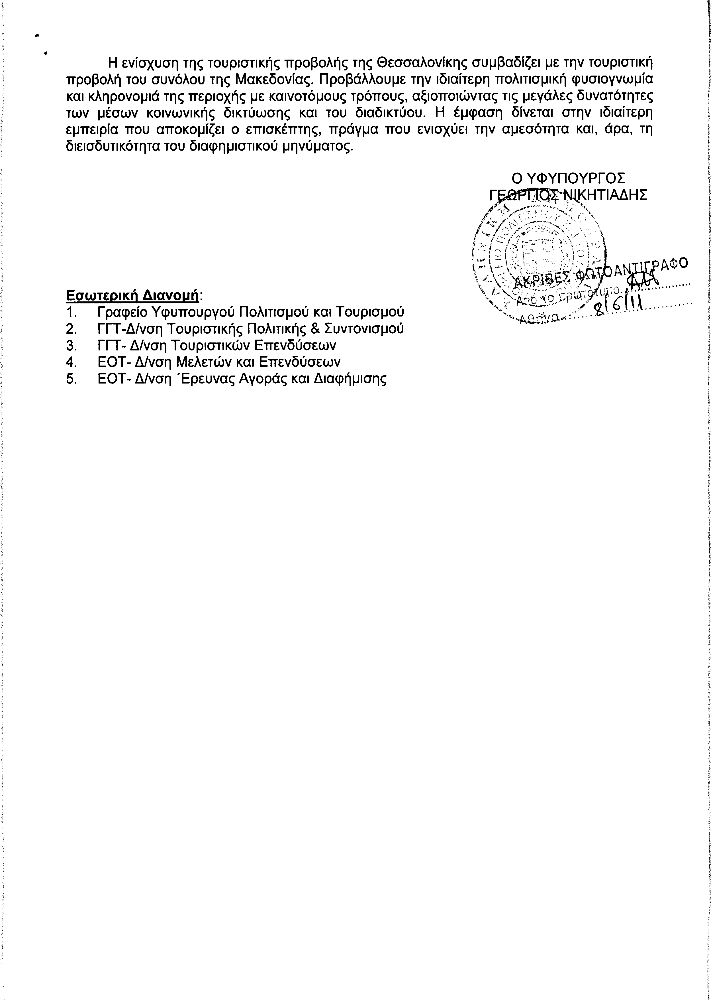 Η ενίσχυση της τουριστικής προβολής της Θεσσαλονίκης συμβαδίζει με την τουριστική
προβολή του συνόλου της Μακεδονίας. Προβάλλουμε την ιδιαίτερη πολιτισμική φυσιογνωμία
και κληρονομιά της περιοχής με καινοτόμους τρόπους, αξιοποιώντας τις μεγάλες δυνατότητες
των μέσων κοινωνικής δικτύωσης και του διαδικτύου. Η έμφαση δίνεται στην ιδιαίτερη
εμπειρία που αποκομίζει ο επισκέπτης, πράγμα που ενισχύει την αμεσότητα και, άρα, τη
διεισδυτικότητα του διαφημιστικού μηνύματος.
Ο ΥΦΥΠΟΥΡΓΟΣ
ΓΕΩΡΓΙΟΣ ΝΙΚΗΤΙΑΔΗΣ
ΑΚΡΙΒΕΣ ΦΩΤΟΑΝΤΙΓΡΑΦΟ
Από το πρωτότυπο
Αθήνα 8/6/11
Εσωτερική Διανομή:
1. Γραφείο Υφυπουργού Πολιτισμού και Τουρισμού
2. ΓΓΤ-Δ/νση Τουριστικής Πολιτικής & Συντονισμού
3. ΓΓΤ- Δ/νση Τουριστικών Επενδύσεων
4. ΕΟΤ- Δ/νση Μελετών και Επενδύσεων
5. ΕΟΤ- Δ/νση Έρευνας Αγοράς και Διαφήμισης